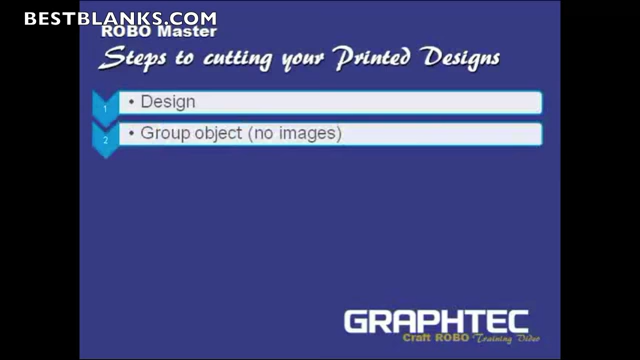 BESTBLANKS.COM
ROBO Master
Steps to cutting your Printed Designs
1 • Design
2 • Group object (no images)
GRAPHTEC
Craft ROBO Training Video